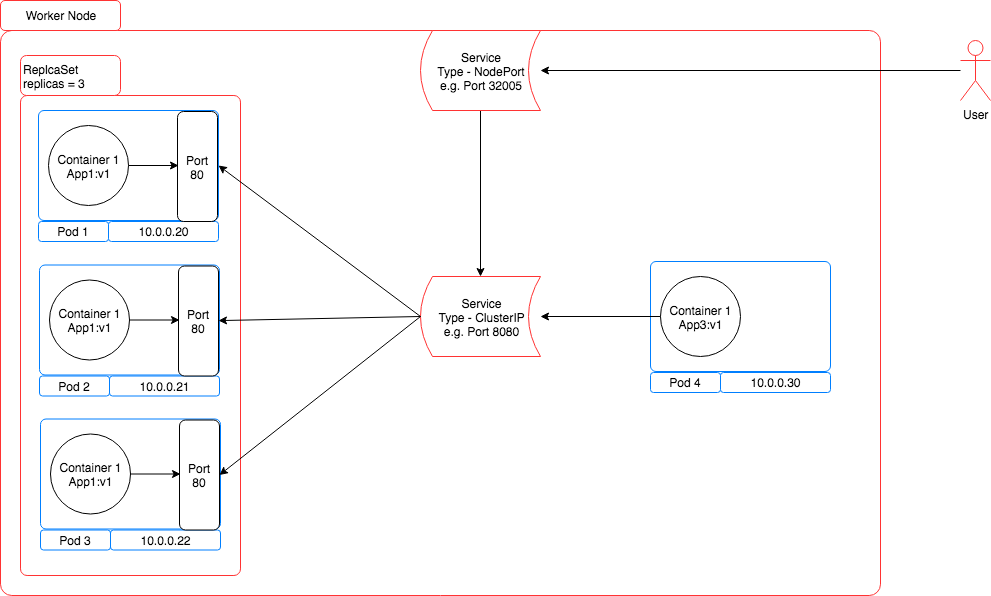 Worker Node
Service
Type - NodePort
e.g. Port 32005
User
ReplcaSet
replicas = 3
Container 1
App1:v1
Port
80
Pod 1
10.0.0.20
Container 1
App1:v1
Port
80
Pod 2
10.0.0.21
Service
Type - ClusterIP
e.g. Port 8080
Container 1
App3:v1
Pod 4
10.0.0.30
Container 1
App1:v1
Port
80
Pod 3
10.0.0.22